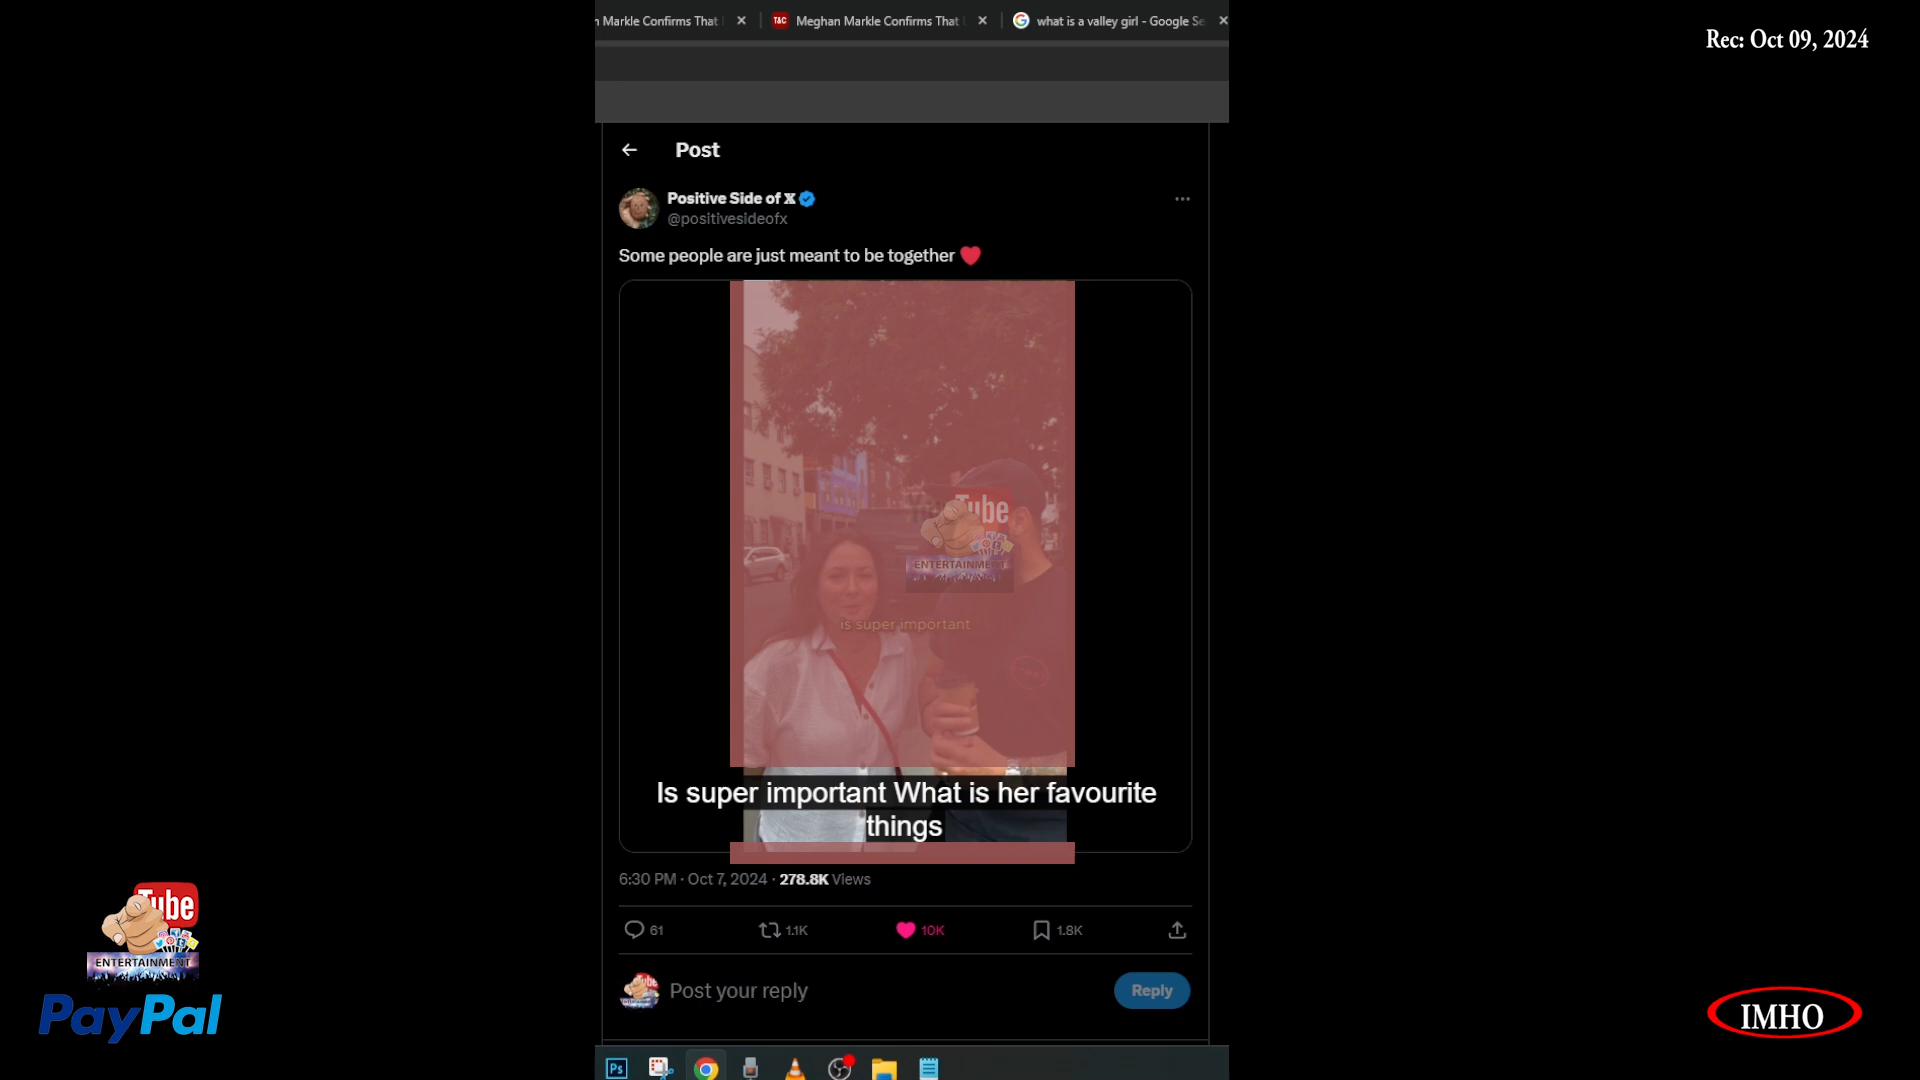 n Markle Confirms That
T&C Meghan Markle Confirms That
what is a valley girl - Google Se
Rec: Oct 09, 2024
Post
Positive Side of X
@positivesideofx
Some people are just meant to be together
YouTube
ENTERTAINMENT
is super important
Is super important What is her favourite
things
6:30 PM · Oct 7, 2024 · 278.8K Views
61
1.1K
10K
1.8K
Post your reply
Reply
Tube
ENTERTAINMENT
PayPal
IMHO
Ps